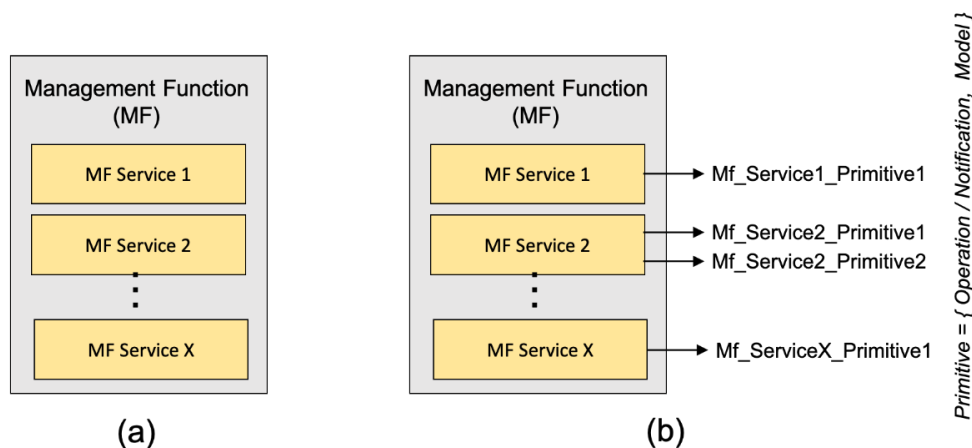 Management Function
(MF)
MF Service 1
MF Service 2
MF Service X
(a)
Management Function
(MF)
MF Service 1
MF Service 2
MF Service X
Mf_Service1_Primitive1
Mf_Service2_Primitive1
Mf_Service2_Primitive2
Mf_ServiceX_Primitive1
(b)
Primitive = { Operation / Notification, Model }